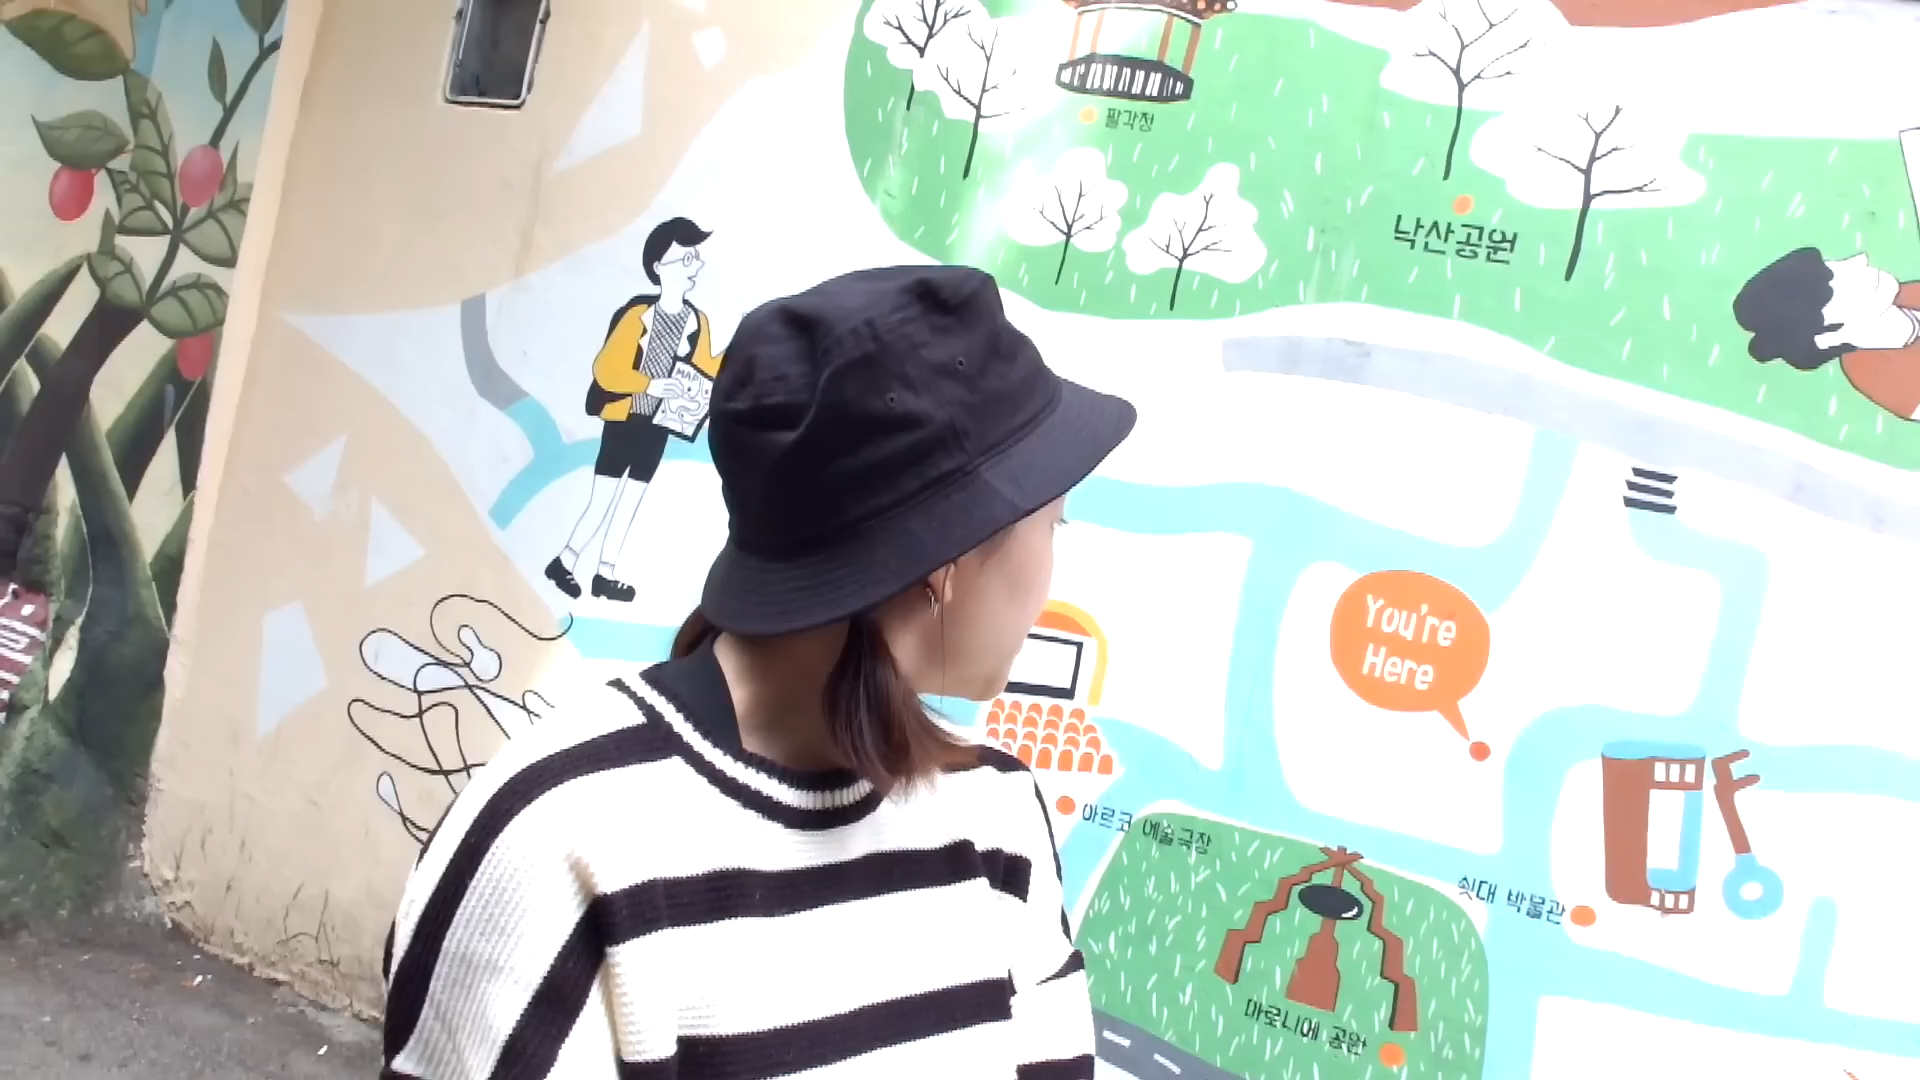 팔각정
낙산공원
MAP
You're
Here
아르코 예술극장
쇳대 박물관
마로니에 공원